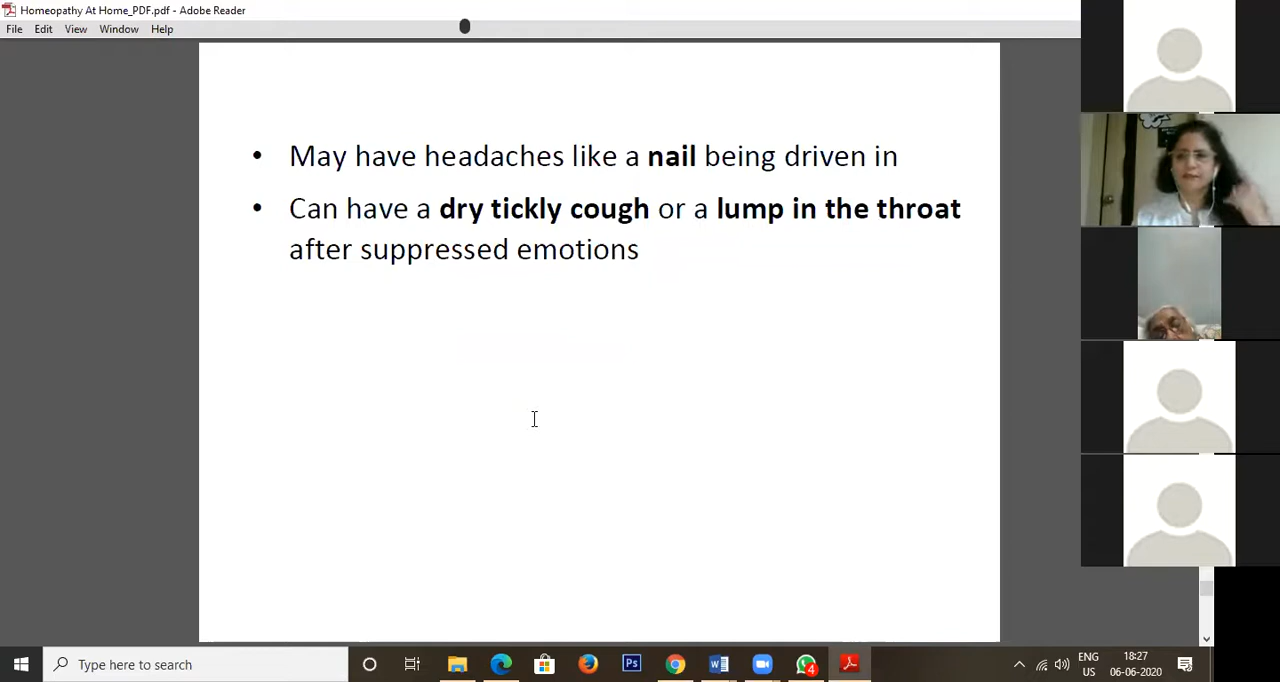 Homeopathy At Home_PDF.pdf - Adobe Reader
File Edit View Window Help
• May have headaches like a nail being driven in
• Can have a dry tickly cough or a lump in the throat
after suppressed emotions
Type here to search
Ps
4
ENG
US
18:27
06-06-2020